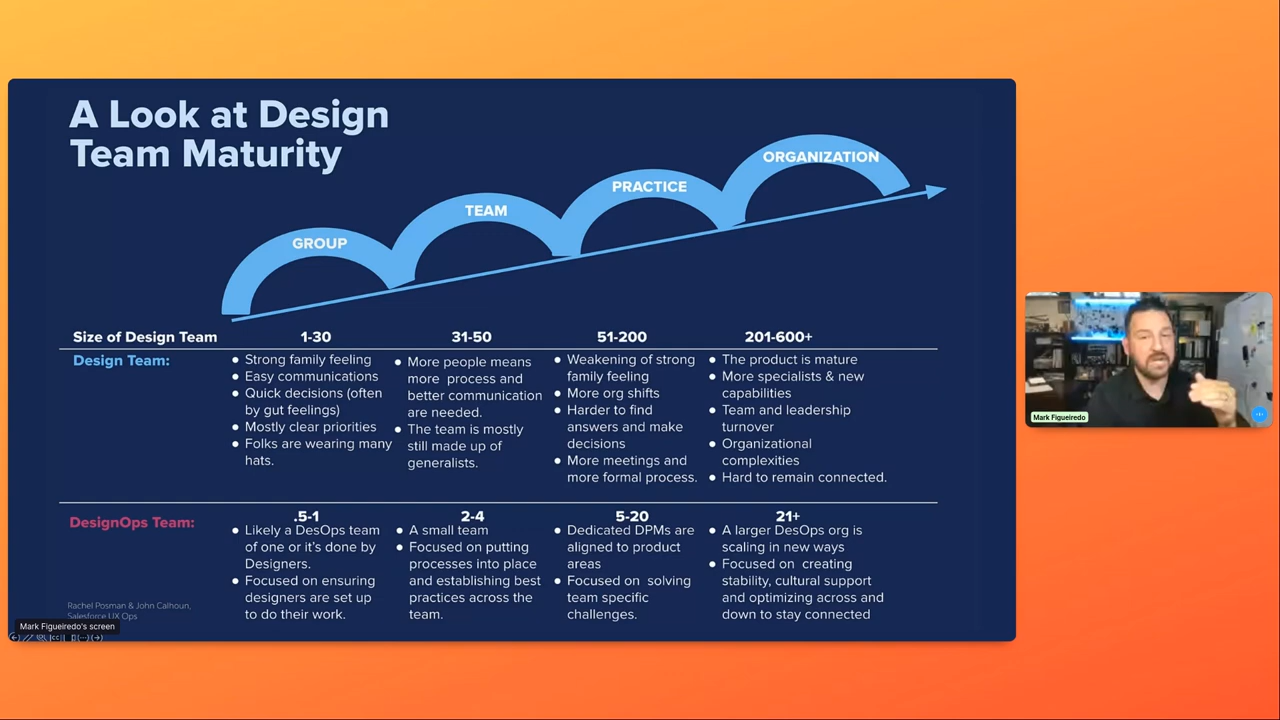 A Look at Design
Team Maturity
GROUP
TEAM
PRACTICE
ORGANIZATION
Size of Design Team
1-30
31-50
51-200
201-600+
Design Team:
● Strong family feeling
● Easy communications
● Quick decisions (often
by gut feelings)
● Mostly clear priorities
● Folks are wearing many
hats.
● More people means
more process and
better communication
are needed.
● The team is mostly
still made up of
generalists.
● Weakening of strong
family feeling
● More org shifts
● Harder to find
answers and make
decisions
● More meetings and
more formal process.
● The product is mature
● More specialists & new
capabilities
● Team and leadership
turnover
● Organizational
complexities
● Hard to remain connected.
DesignOps Team:
.5-1
● Likely a DesOps team
of one or it's done by
Designers.
● Focused on ensuring
designers are set up
to do their work.
2-4
● A small team
● Focused on putting
processes into place
and establishing best
practices across the
team.
5-20
● Dedicated DPMs are
aligned to product
areas
● Focused on solving
team specific
challenges.
21+
● A larger DesOps org is
scaling in new ways
● Focused on creating
stability, cultural support
and optimizing across and
down to stay connected
Rachel Posman & John Calhoun,
Salesforce UX Ops
Mark Figueiredo's screen
Mark Figueiredo